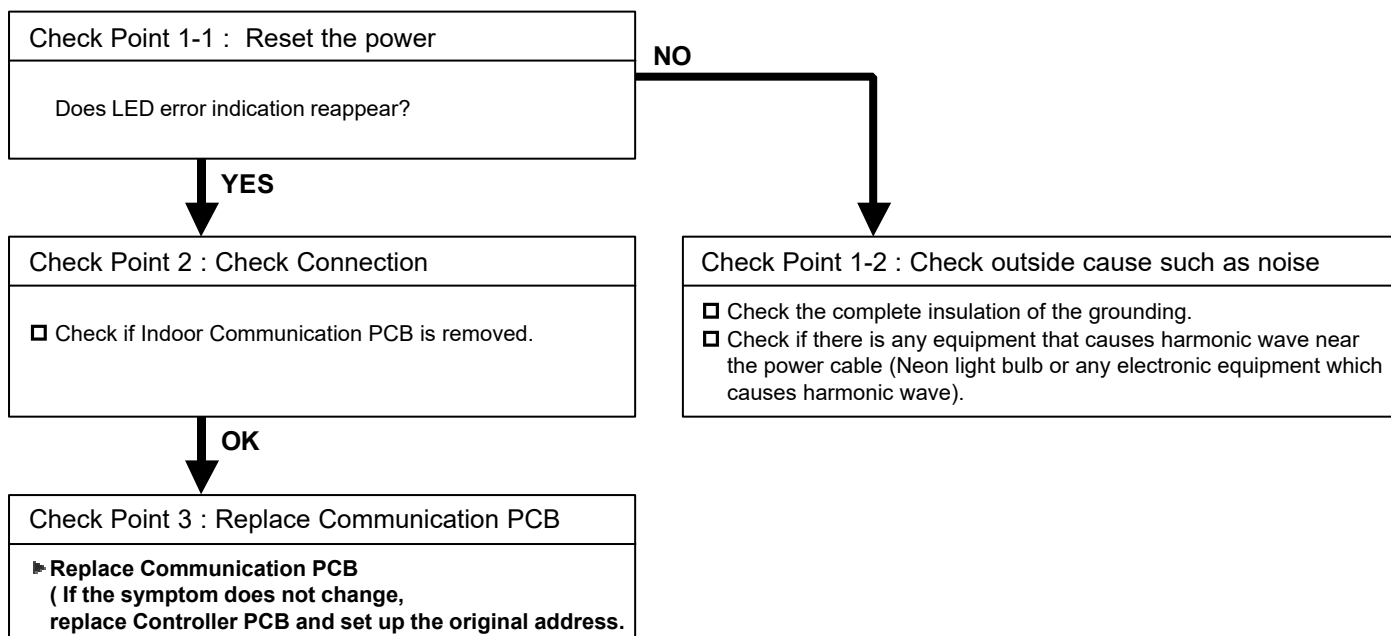 Check Point 1-1 :  Reset the power
Does LED error indication reappear?
NO
YES
Check Point 2 : Check Connection
Check if Indoor Communication PCB is removed.
Check Point 1-2 : Check outside cause such as noise
Check the complete insulation of the grounding.
Check if there is any equipment that causes harmonic wave near
the power cable (Neon light bulb or any electronic equipment which
causes harmonic wave).
OK
Check Point 3 : Replace Communication PCB
Replace Communication PCB
( If the symptom does not change,
replace Controller PCB and set up the original address.